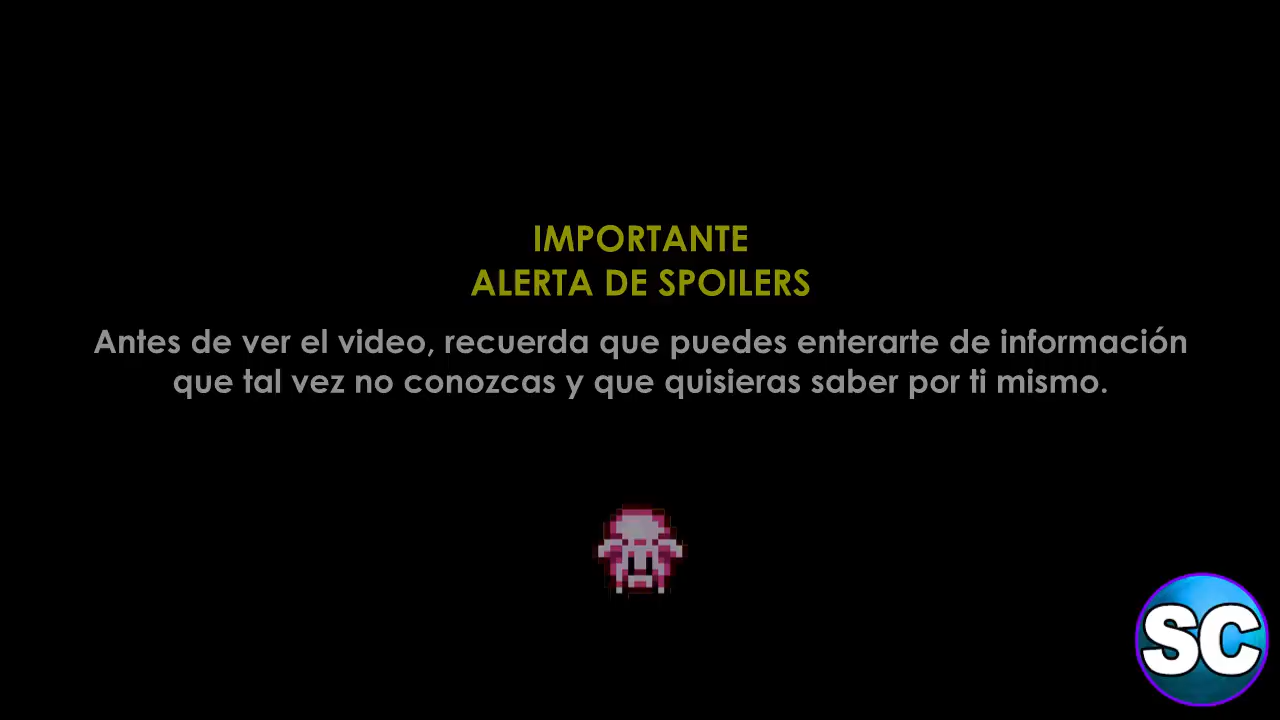 IMPORTANTE
ALERTA DE SPOILERS
Antes de ver el video, recuerda que puedes enterarte de información
que tal vez no conozcas y que quisieras saber por ti mismo.
SC